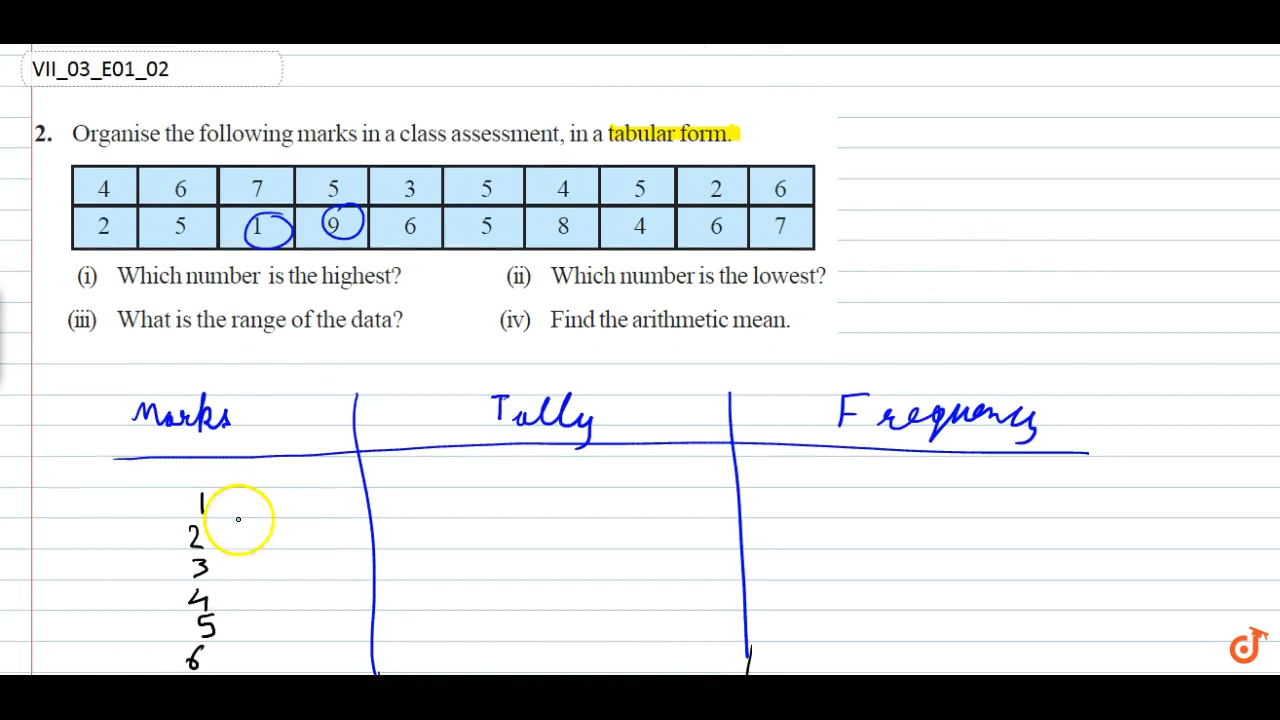 VII_03_E01_02
2. Organise the following marks in a class assessment, in a tabular form.
4 6 7 5 3 5 4 5 2 6
2 5 1 9 6 5 8 4 6 7
(i) Which number is the highest? (ii) Which number is the lowest?
(iii) What is the range of the data? (iv) Find the arithmetic mean.
Marks Tally Frequency
1
2
3
4
5
6